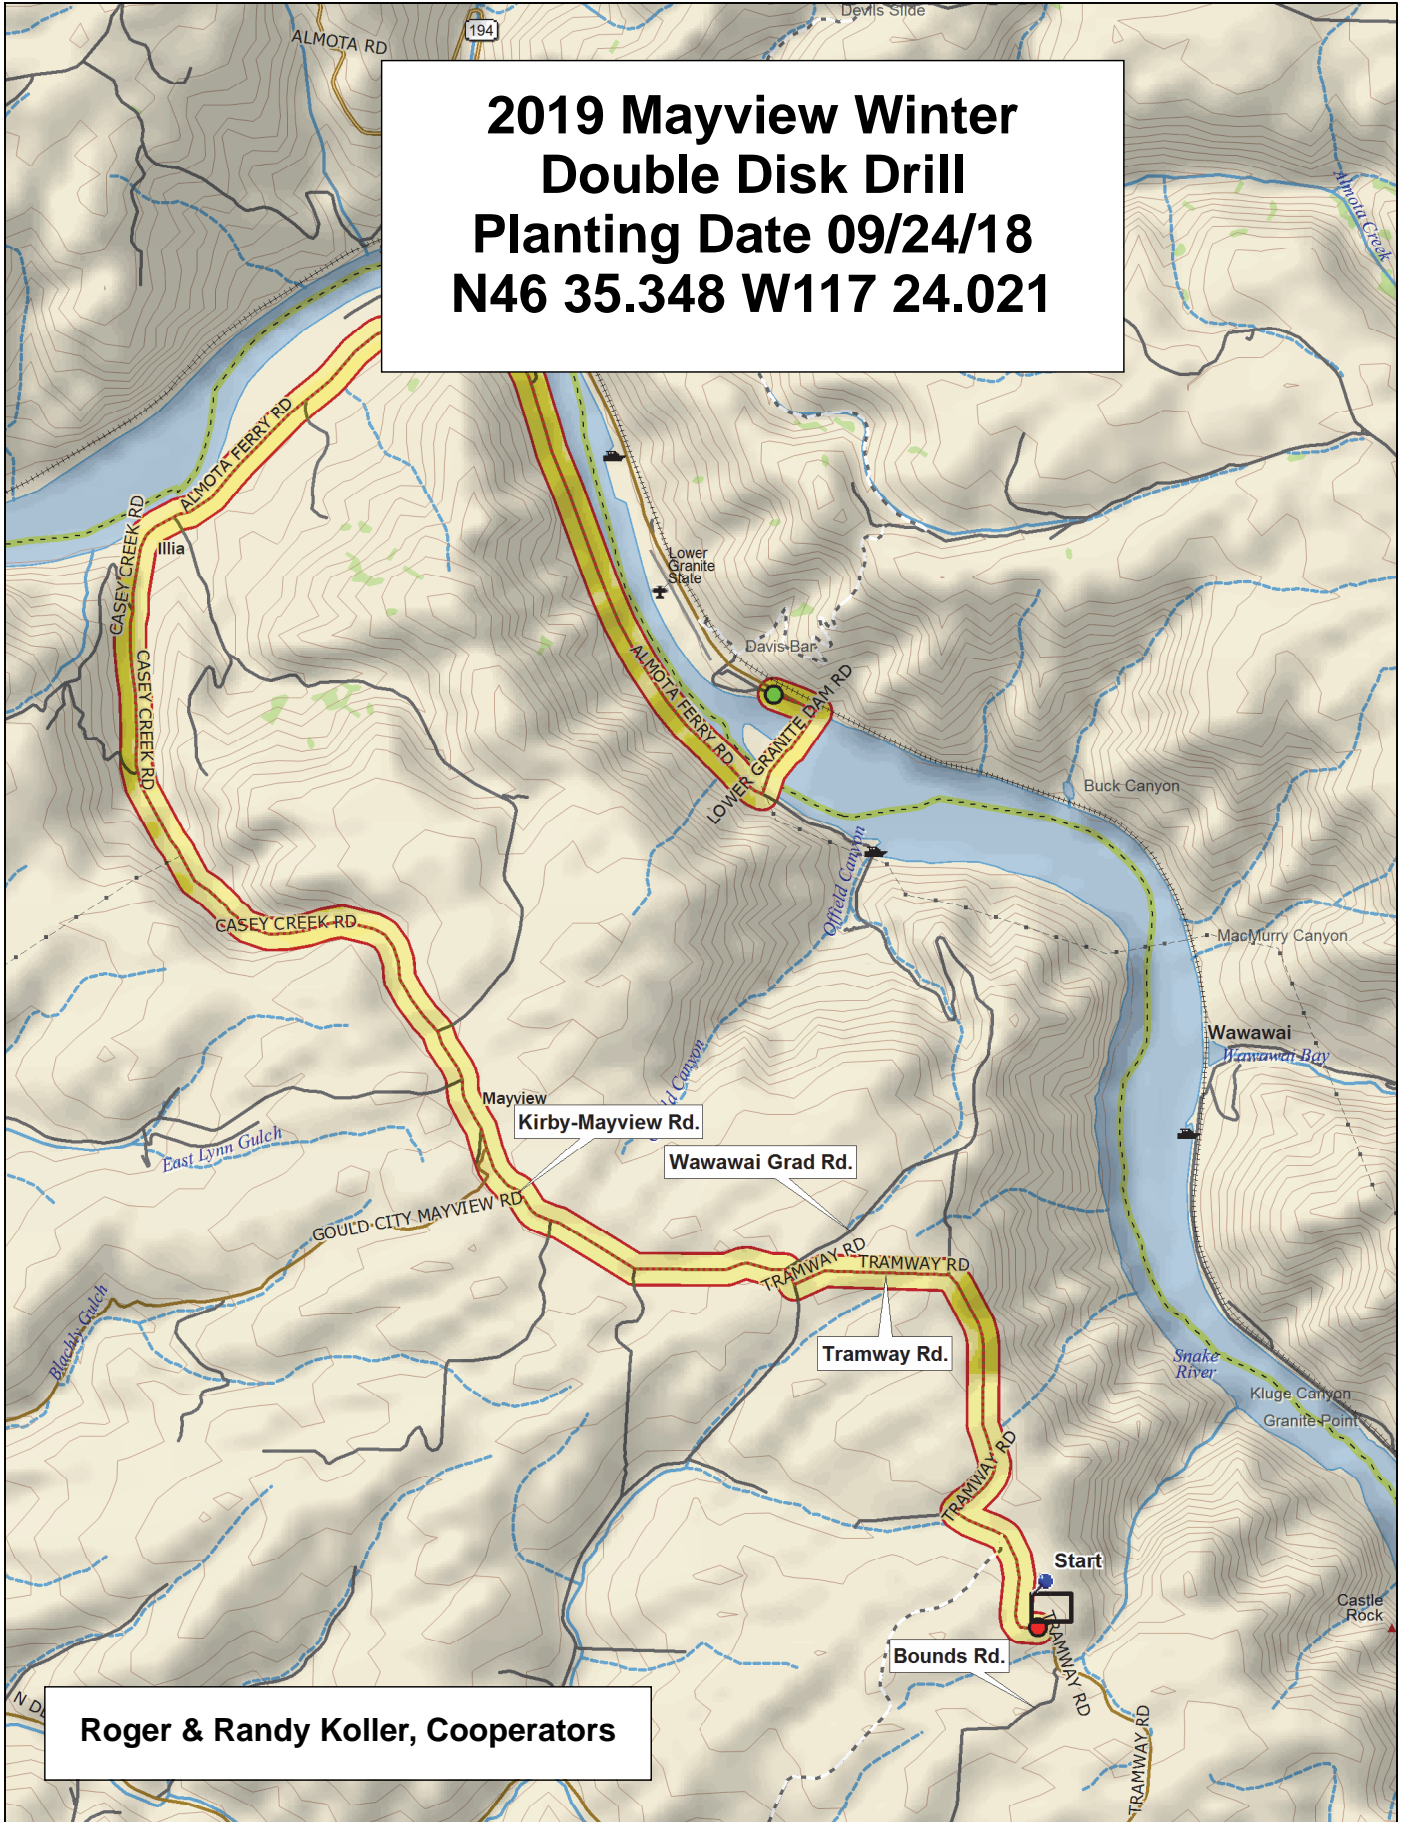 Devils Slide
194
ALMOTA RD
2019 Mayview Winter
Double Disk Drill
Planting Date 09/24/18
N46 35.348 W117 24.021
Almota Creek
ALMOTA FERRY RD
CASEY CREEK RD
Illia
Lower
Granite
State
Davis Bar
ALMOTA FERRY RD
LOWER GRANITE DAM RD
CASEY CREEK RD
Buck Canyon
Offield Canyon
CASEY CREEK RD
MacMurry Canyon
Wawawai
Wawawai Bay
Mayview
Canyon
Kirby-Mayview Rd.
East Lynn Gulch
Wawawai Grad Rd.
GOULD CITY MAYVIEW RD
TRAMWAY RD
TRAMWAY RD
Blachly Gulch
Tramway Rd.
Snake
River
Kluge Canyon
Granite Point
TRAMWAY RD
Start
Castle
Rock
TRAMWAY RD
Bounds Rd.
N
Roger & Randy Koller, Cooperators
TRAMWAY RD